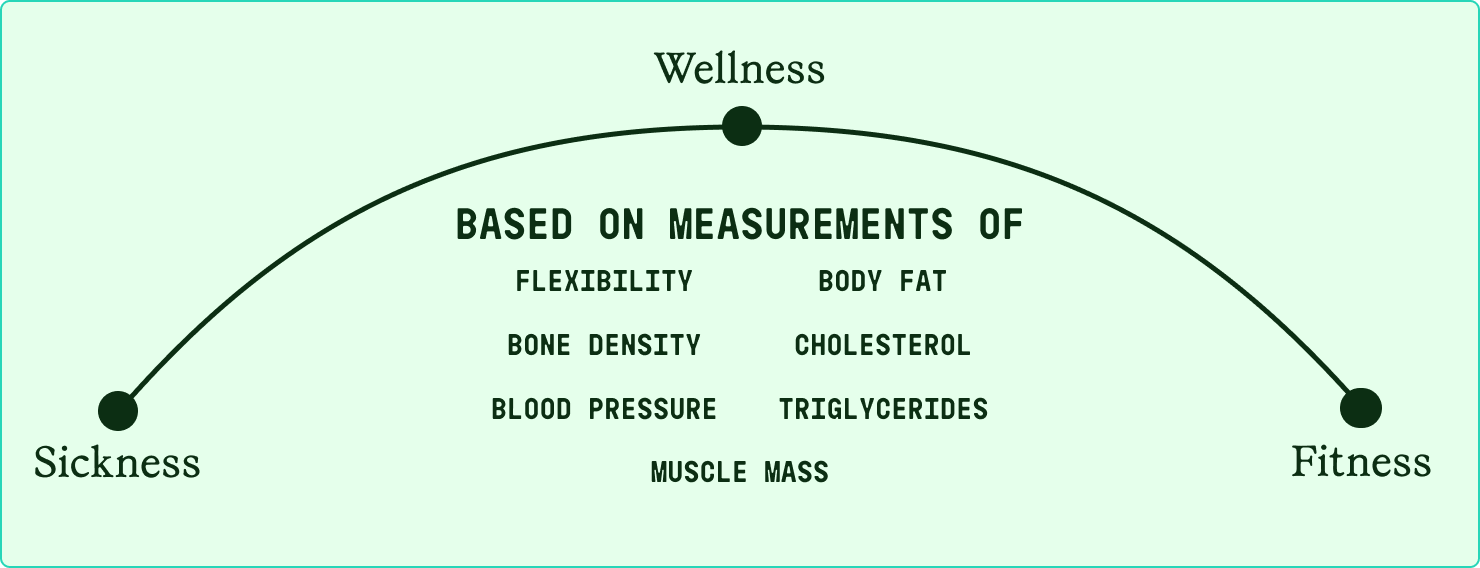 Wellness
BASED ON MEASUREMENTS OF
FLEXIBILITY BODY FAT
BONE DENSITY CHOLESTEROL
BLOOD PRESSURE TRIGLYCERIDES
MUSCLE MASS
Sickness Fitness